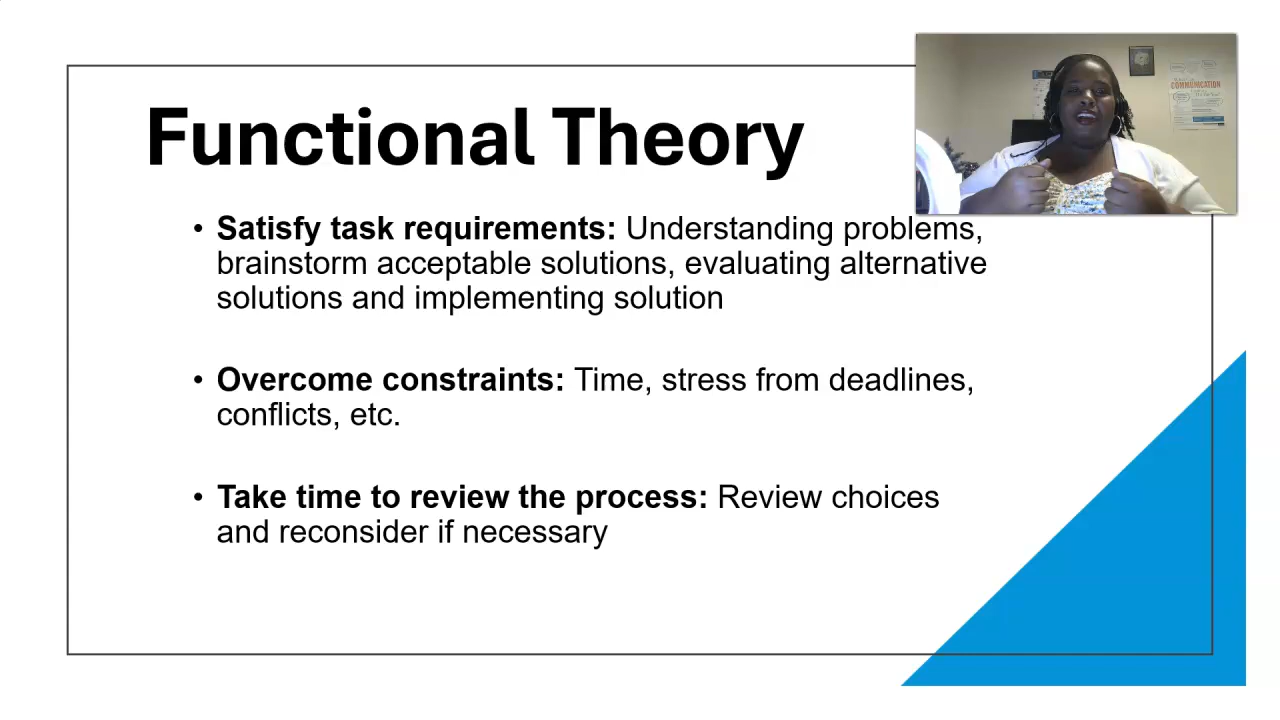 Functional Theory
COMMUNICATION
• Satisfy task requirements: Understanding problems,
brainstorm acceptable solutions, evaluating alternative
solutions and implementing solution
• Overcome constraints: Time, stress from deadlines,
conflicts, etc.
• Take time to review the process: Review choices
and reconsider if necessary